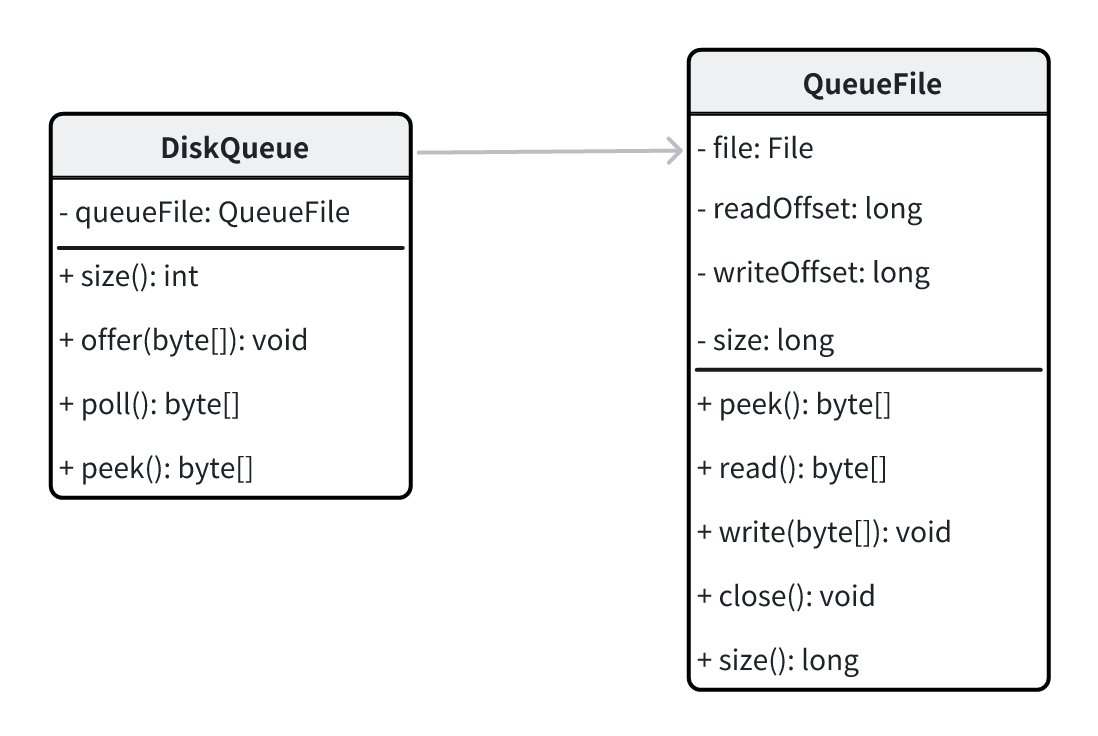 DiskQueue
- queueFile: QueueFile
+ size(): int
+ offer(byte[]): void
+ poll(): byte[]
+ peek(): byte[]
QueueFile
- file: File
- readOffset: long
- writeOffset: long
- size: long
+ peek(): byte[]
+ read(): byte[]
+ write(byte[]): void
+ close(): void
+ size(): long